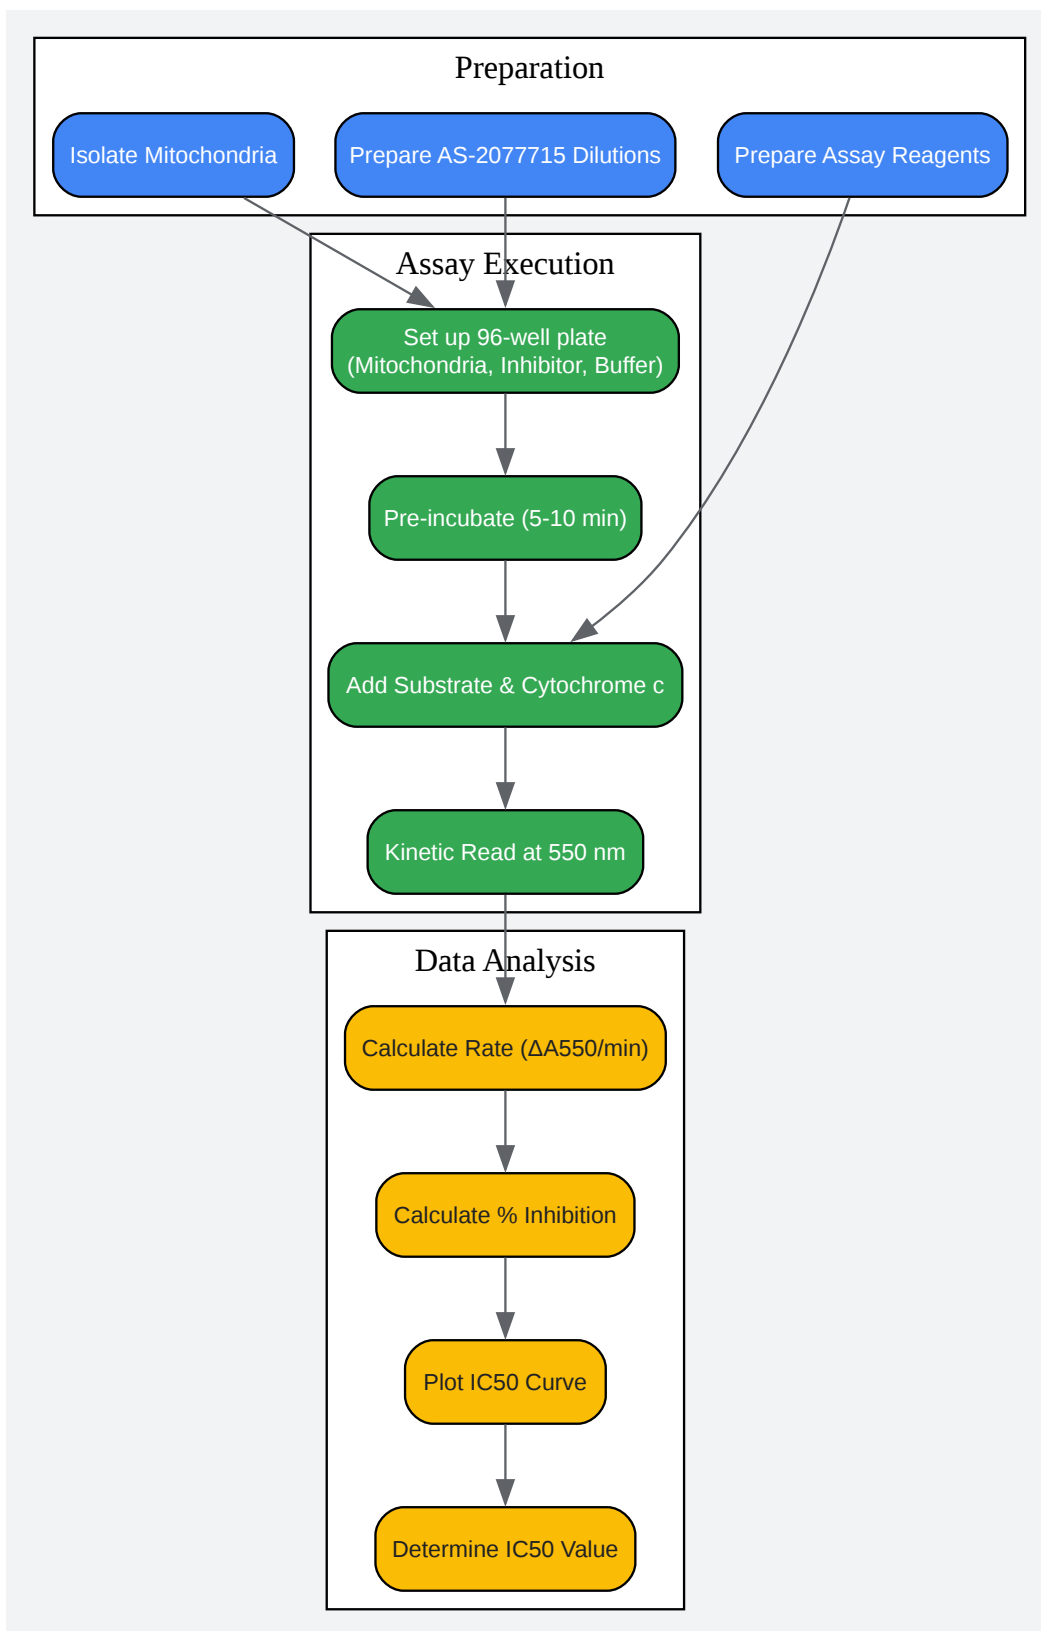 Preparation
Isolate Mitochondria
Prepare AS-2077715 Dilutions
Prepare Assay Reagents
Assay Execution
Set up 96-well plate
(Mitochondria, Inhibitor, Buffer)
Pre-incubate (5-10 min)
Add Substrate & Cytochrome c
Kinetic Read at 550 nm
Data Analysis
Calculate Rate (ΔA550/min)
Calculate % Inhibition
Plot IC50 Curve
Determine IC50 Value